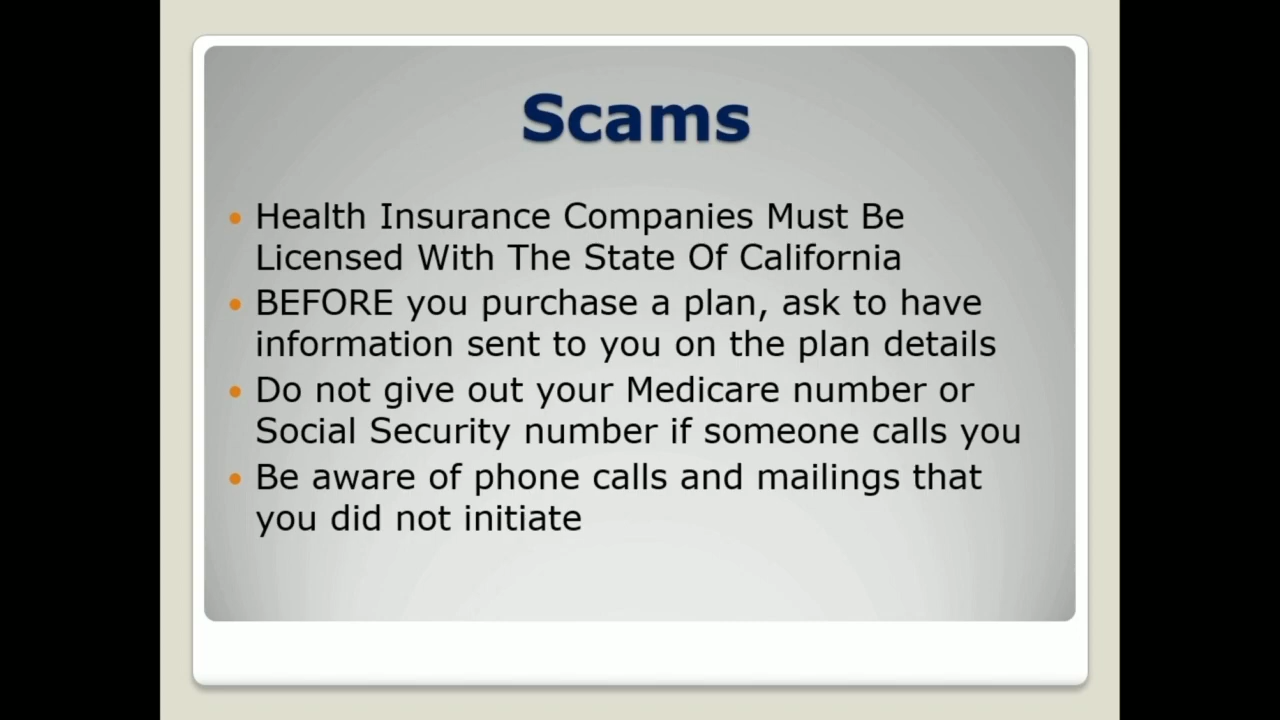 Scams
• Health Insurance Companies Must Be
Licensed With The State Of California
• BEFORE you purchase a plan, ask to have
information sent to you on the plan details
• Do not give out your Medicare number or
Social Security number if someone calls you
• Be aware of phone calls and mailings that
you did not initiate